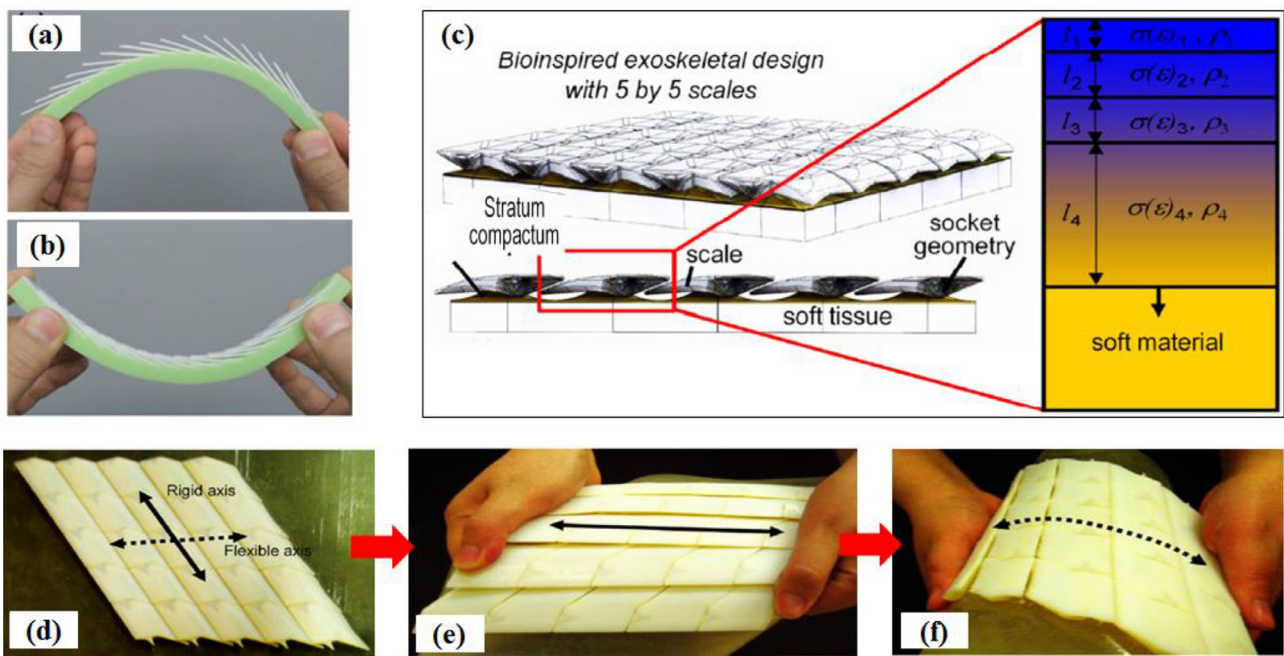 (a)
(b)
(c)
Bioinspired exoskeletal design
with 5 by 5 scales
Stratum
compactum
scale
socket
geometry
soft tissue
l₁ σ(ε)₁, ρ₁
l₂ σ(ε)₂, ρ₂
l₃ σ(ε)₃, ρ₃
l₄ σ(ε)₄, ρ₄
soft material
Rigid axis
Flexible axis
(d)
(e)
(f)